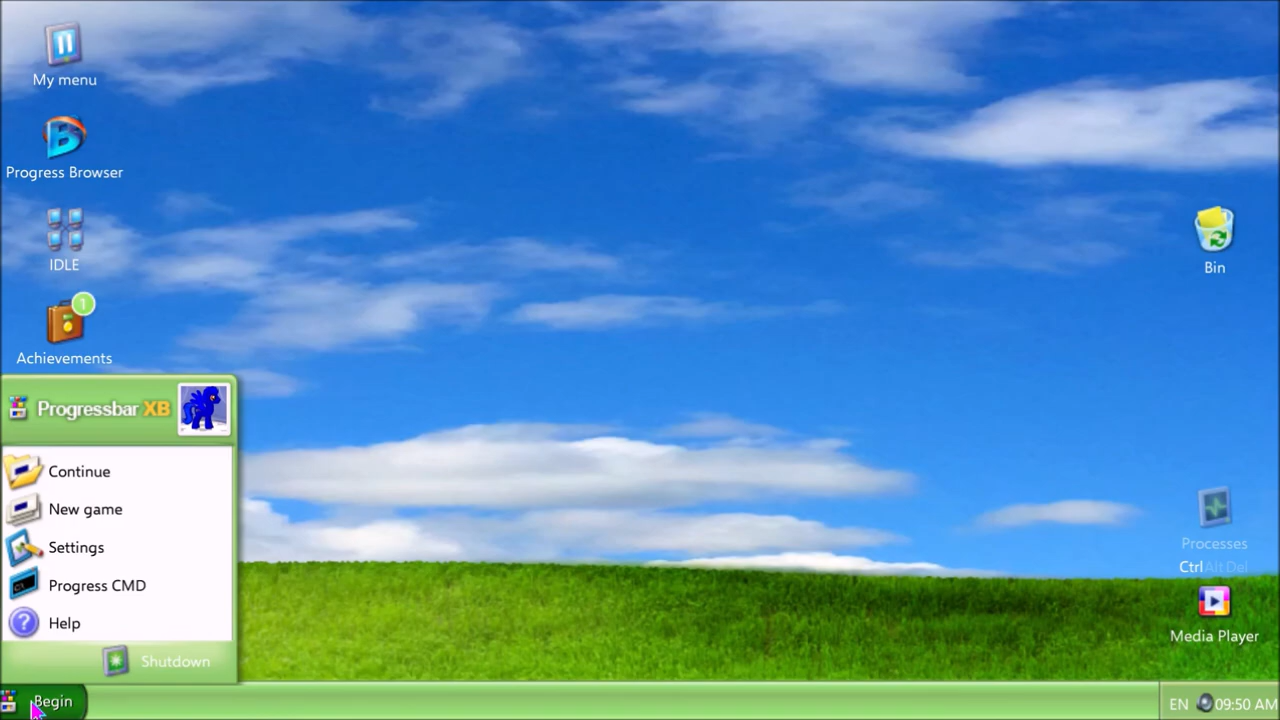 My menu
Progress Browser
IDLE
1
Achievements
Progressbar XB
Continue
New game
Settings
Progress CMD
Help
Shutdown
Begin
Bin
Processes
Ctrl Alt Del
Media Player
EN 09:50 AM